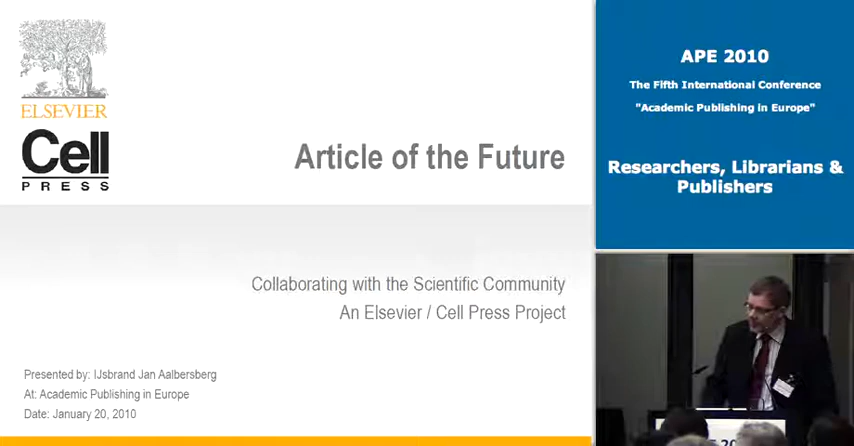 ELSEVIER
Cell
PRESS
Article of the Future
Collaborating with the Scientific Community
An Elsevier / Cell Press Project
Presented by: IJsbrand Jan Aalbersberg
At: Academic Publishing in Europe
Date: January 20, 2010
APE 2010
The Fifth International Conference
"Academic Publishing in Europe"
Researchers, Librarians &
Publishers